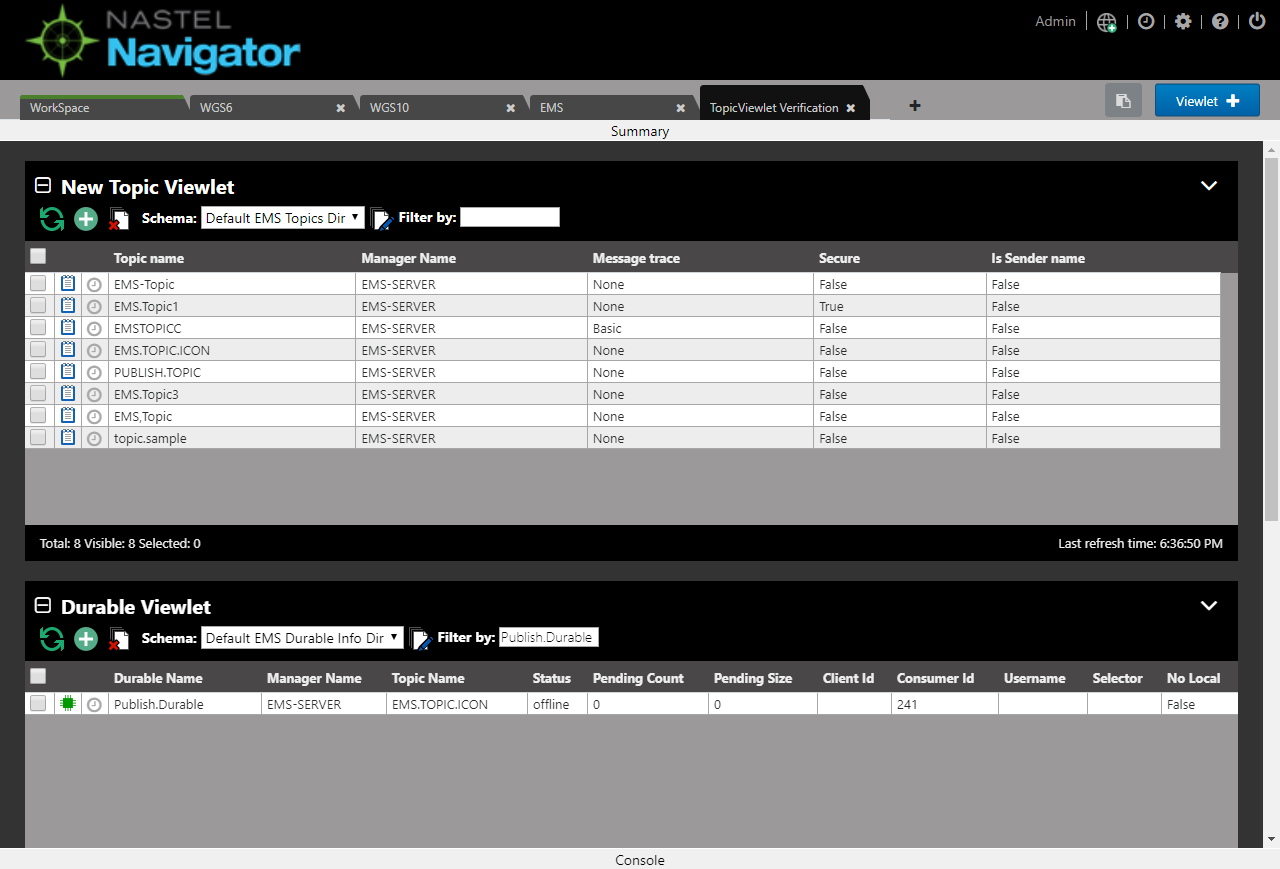 NASTEL
Navigator
Admin
WorkSpace WGS6 WGS10 EMS TopicViewlet Verification Viewlet
Summary
New Topic Viewlet
Schema: Default EMS Topics Dir Filter by:
Topic name Manager Name Message trace Secure Is Sender name
EMS-Topic EMS-SERVER None False False
EMS.Topic1 EMS-SERVER None True False
EMSTOPICC EMS-SERVER Basic False False
EMS.TOPIC.ICON EMS-SERVER None False False
PUBLISH.TOPIC EMS-SERVER None False False
EMS.Topic3 EMS-SERVER None False False
EMS,Topic EMS-SERVER None False False
topic.sample EMS-SERVER None False False
Total: 8 Visible: 8 Selected: 0 Last refresh time: 6:36:50 PM
Durable Viewlet
Schema: Default EMS Durable Info Dir Filter by: Publish.Durable
Durable Name Manager Name Topic Name Status Pending Count Pending Size Client Id Consumer Id Username Selector No Local
Publish.Durable EMS-SERVER EMS.TOPIC.ICON offline 0 0 241 False
Console